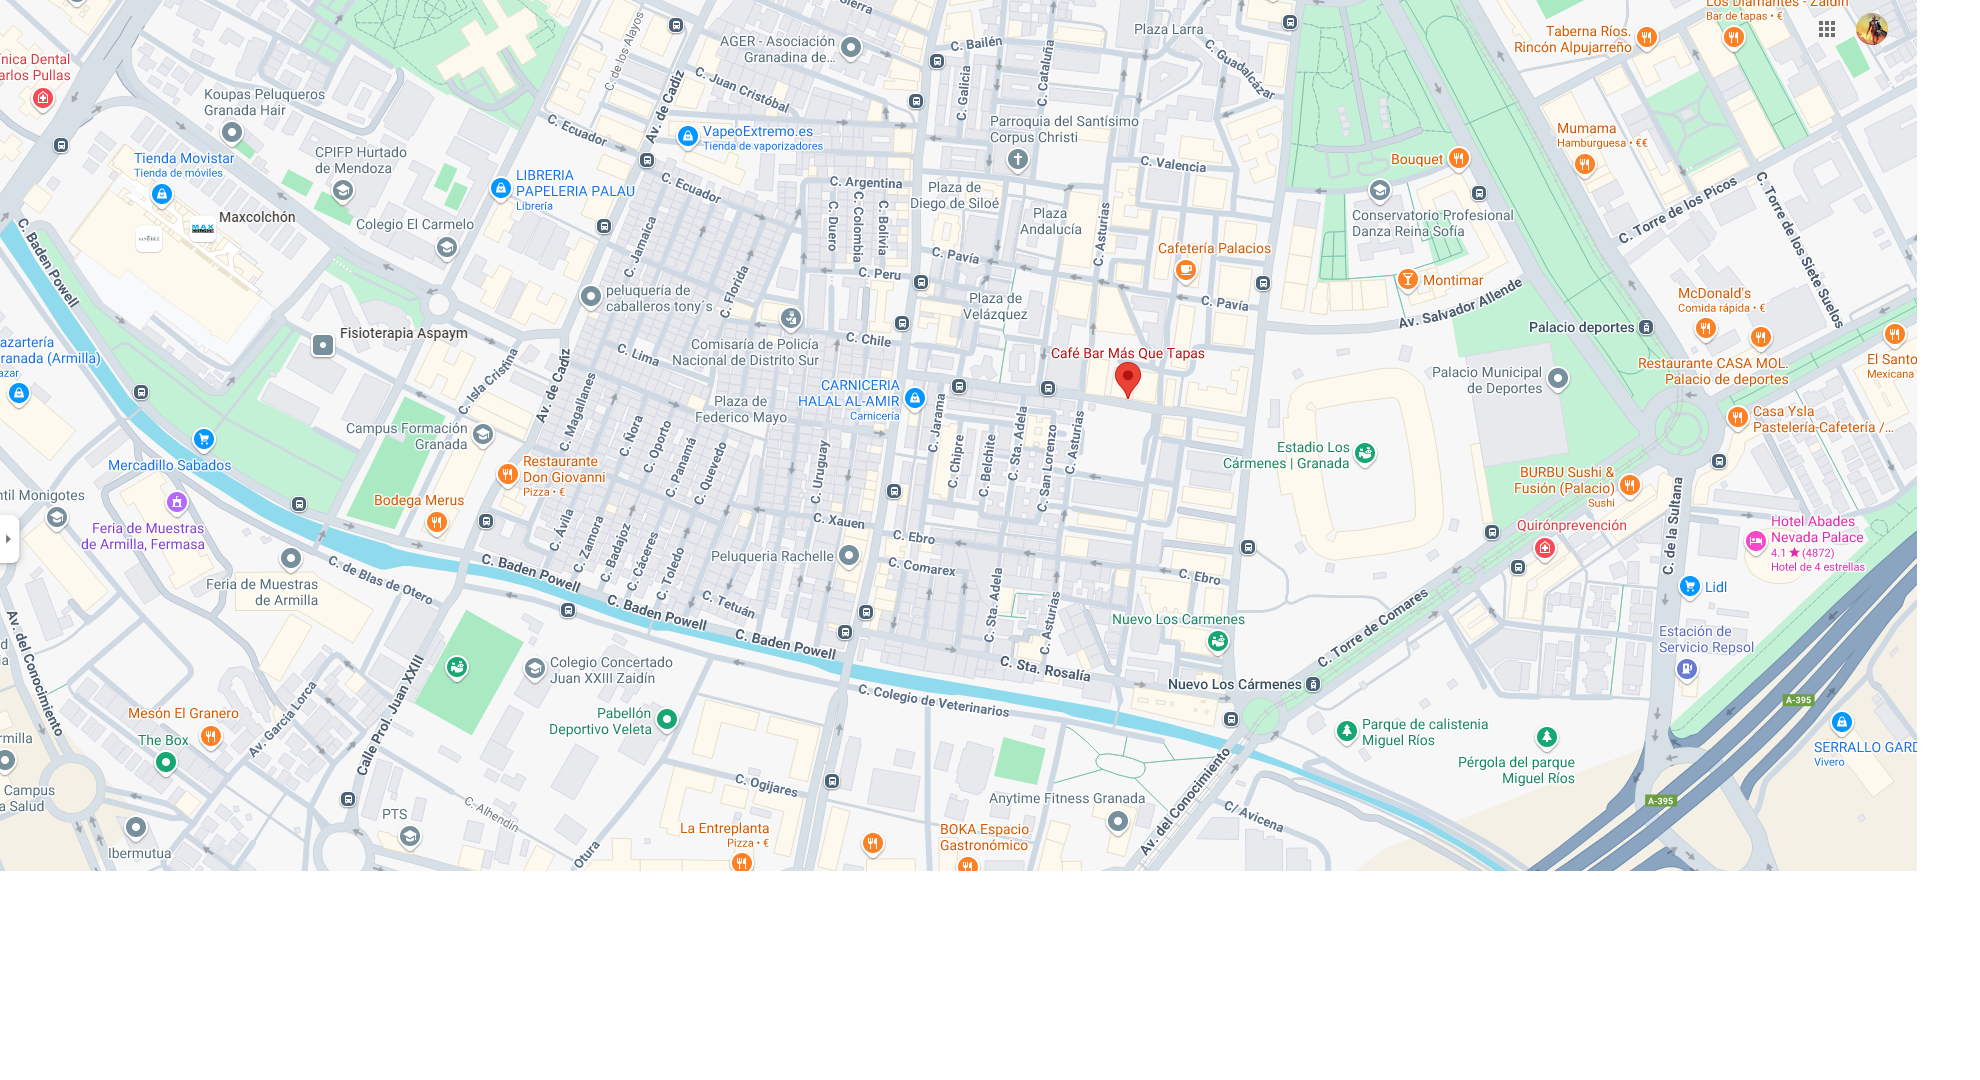 Sierra
Los Diamantes - Zaidín
Bar de tapas • €
Plaza Larra
Taberna Ríos.
Rincón Alpujarreño
C. de los Alayos
AGER - Asociación
Granadina de...
C. Bailén
C. Cataluña
C. Guadalcázar
nica Dental
arlos Pullas
C. Juan Cristóbal
C. Galicia
Koupas Peluqueros
Granada Hair
Av. de Cadiz
C. Ecuador
VapeoExtremo.es
Tienda de vaporizadores
Parroquia del Santísimo
Corpus Christi
Mumama
Hamburguesa • €€
Tienda Movistar
Tienda de móviles
CPIFP Hurtado
de Mendoza
C. Valencia
Bouquet
LIBRERIA
PAPELERIA PALAU
Librería
C. Ecuador
C. Argentina
Plaza de
Diego de Siloé
C. Torre de los Picos
C. Torre de los Siete Suelos
Maxcolchón
MAX
Colegio El Carmelo
C. Duero
C. Colombia
C. Bolivia
Plaza
Andalucía
C. Asturias
Conservatorio Profesional
Danza Reina Sofía
C. Baden Powell
C. Jamaica
C. Florida
C. Pavía
Cafetería Palacios
C. Peru
Montimar
peluquería de
caballeros tony´s
Plaza de
Velázquez
C. Pavía
Av. Salvador Allende
McDonald's
Comida rápida • €
Fisioterapia Aspaym
Comisaría de Policía
Nacional de Distrito Sur
C. Chile
Palacio deportes
azartería
ranada (Armilla)
azar
C. Lima
Café Bar Más Que Tapas
Restaurante CASA MOL.
Palacio de deportes
El Santo
Mexicana
C. Isla Cristina
Av. de Cadiz
C. Magallanes
CARNICERIA
HALAL AL-AMIR
Carnicería
Palacio Municipal
de Deportes
Plaza de
Federico Mayo
C. Jarama
C. Sta. Adela
C. Asturias
Casa Ysla
Pastelería-Cafetería /...
Campus Formación
Granada
C. Ñora
C. Oporto
C. Panamá
C. Quevedo
C. Uruguay
C. Chipre
C. Belchite
C. San Lorenzo
Estadio Los
Cármenes | Granada
Mercadillo Sabados
Restaurante
Don Giovanni
Pizza • €
BURBU Sushi &
Fusión (Palacio)
Sushi
ntil Monigotes
Bodega Merus
C. de la Sultana
Feria de Muestras
de Armilla, Fermasa
C. Ávila
C. Zamora
C. Badajoz
C. Cáceres
C. Toledo
C. Xauen
C. Ebro
Quirónprevención
Hotel Abades
Nevada Palace
4.1 ★ (4872)
Hotel de 4 estrellas
Peluqueria Rachelle
C. Comarex
C. Ebro
Feria de Muestras
de Armilla
C. de Blas de Otero
C. Baden Powell
C. Baden Powell
C. Baden Powell
C. Tetuán
C. Sta. Adela
C. Asturias
Lidl
Nuevo Los Carmenes
C. Torre de Comares
Av. del Conocimiento
Estación de
Servicio Repsol
Colegio Concertado
Juan XXIII Zaidín
C. Sta. Rosalía
Nuevo Los Cármenes
C. Colegio de Veterinarios
A-395
Mesón El Granero
Av. García Lorca
Calle Prol. Juan XXIII
Pabellón
Deportivo Veleta
Parque de calistenia
Miguel Ríos
The Box
Pérgola del parque
Miguel Ríos
SERRALLO GARD
Vivero
rmilla
Campus
a Salud
C. Ogijares
Av. del Conocimiento
Anytime Fitness Granada
A-395
PTS
C. Alhendin
C/ Avicena
Ibermutua
Otura
La Entreplanta
Pizza • €
BOKA Espacio
Gastronómico